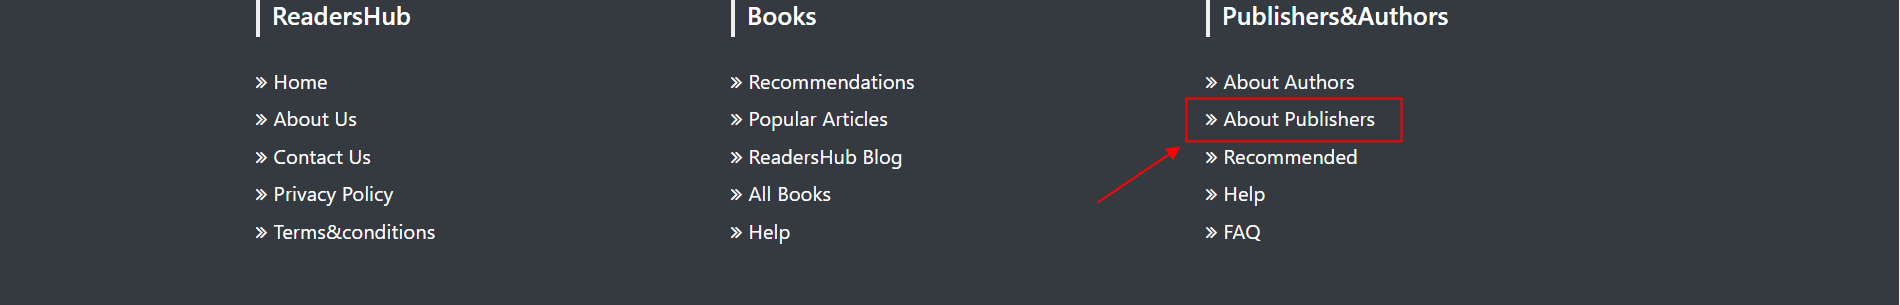 ReadersHub
Home
About Us
Contact Us
Privacy Policy
Terms&conditions
Books
Recommendations
Popular Articles
ReadersHub Blog
All Books
Help
Publishers&Authors
About Authors
About Publishers
Recommended
Help
FAQ